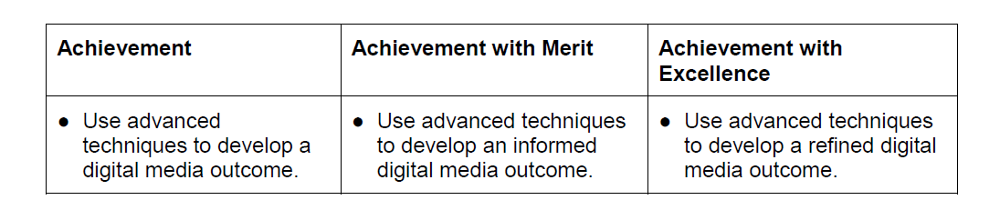 Achievement
Achievement with Merit
Achievement with
Excellence
● Use advanced
techniques to develop a
digital media outcome.
● Use advanced techniques
to develop an informed
digital media outcome.
● Use advanced techniques
to develop a refined digital
media outcome.